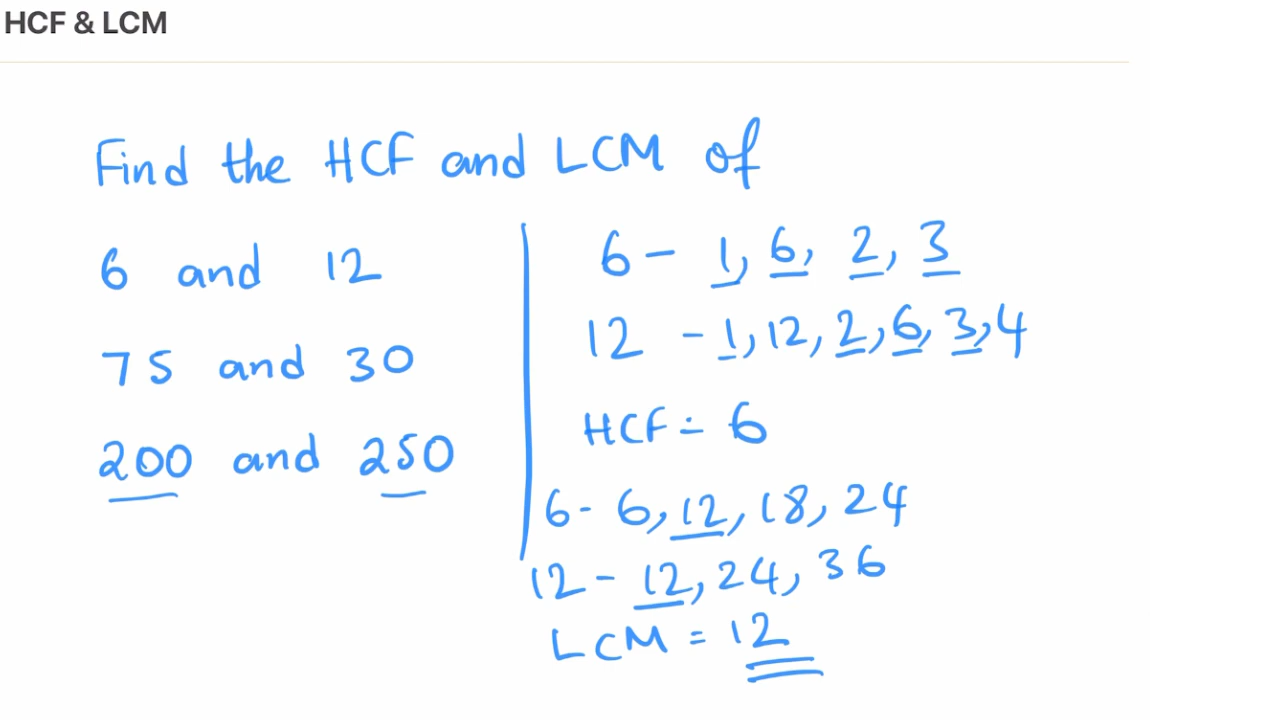 HCF & LCM
Find the HCF and LCM of
6 and 12
75 and 30
200 and 250
6 - 1, 6, 2, 3
12 - 1, 12, 2, 6, 3, 4
HCF = 6
6 - 6, 12, 18, 24
12 - 12, 24, 36
LCM = 12